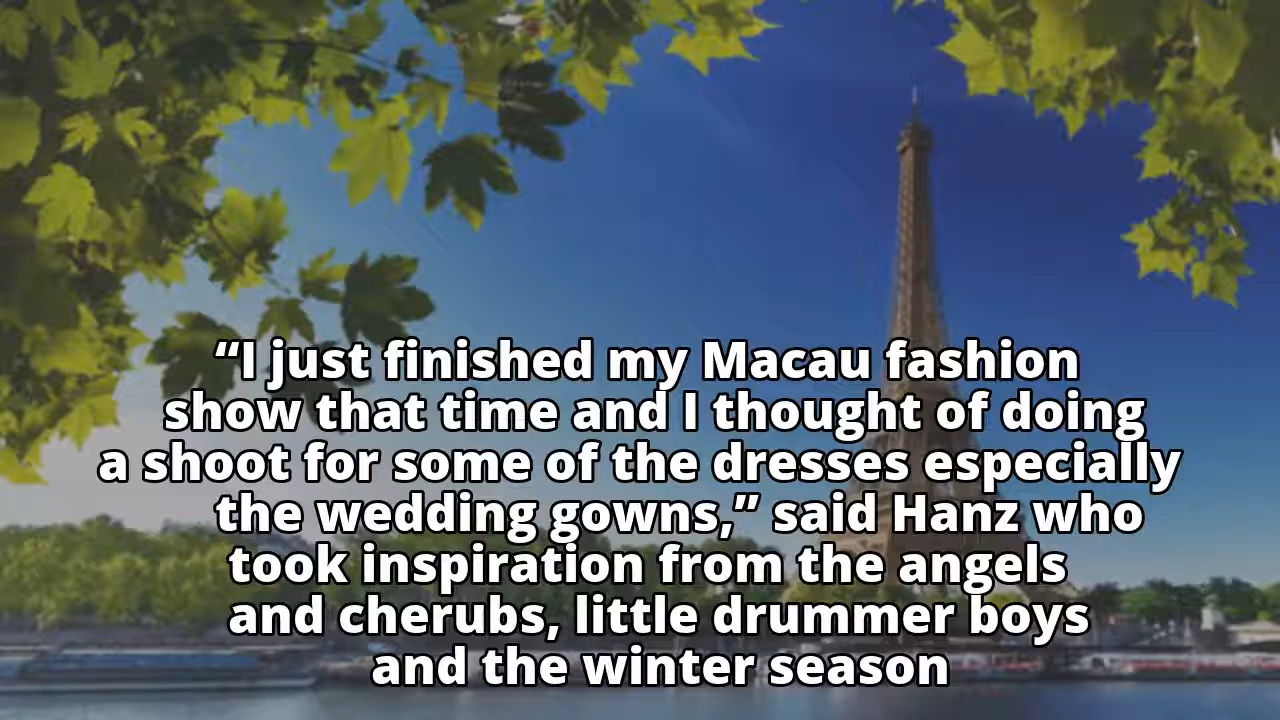 “I just finished my Macau fashion
show that time and I thought of doing
a shoot for some of the dresses especially
the wedding gowns,” said Hanz who
took inspiration from the angels
and cherubs, little drummer boys
and the winter season